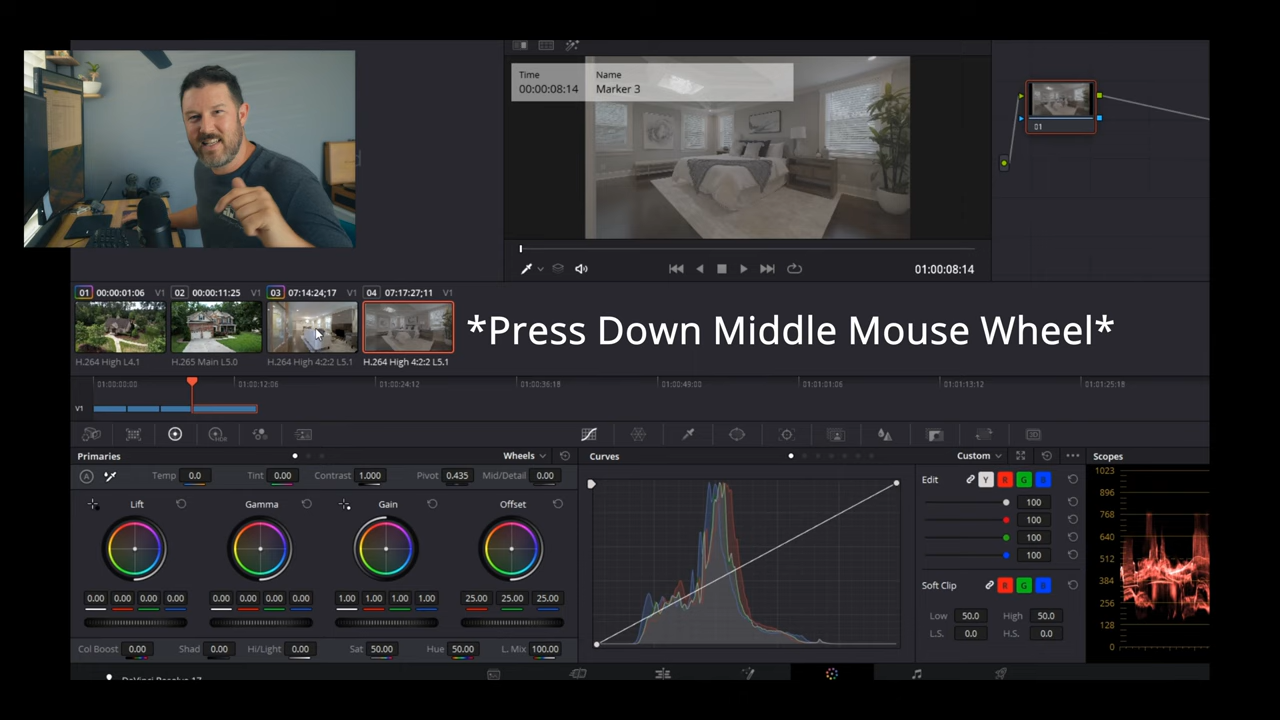 Time
00:00:08:14
Name
Marker 3
01
01:00:08:14
01 00:00:01:06 V1
02 00:00:11:25 V1
03 07:14:24;17 V1
04 07:17:27;11 V1
*Press Down Middle Mouse Wheel*
H.264 High L4.1
H.265 Main L5.0
H.264 High 4:2:2 L5.1
H.264 High 4:2:2 L5.1
01:00:00:00 01:00:12:06 01:00:24:12 01:00:36:18 01:00:49:00 01:01:01:06 01:01:13:12 01:01:25:18
V1
Primaries
Wheels
A Temp 0.0 Tint 0.00 Contrast 1.000 Pivot 0.435 Mid/Detail 0.00
Lift Gamma Gain Offset
0.00 0.00 0.00 0.00 0.00 0.00 0.00 0.00 1.00 1.00 1.00 1.00 25.00 25.00 25.00
Col Boost 0.00 Shad 0.00 Hi/Light 0.00 Sat 50.00 Hue 50.00 L. Mix 100.00
Curves
Custom
Edit Y R G B
100
100
100
100
Soft Clip R G B
Low 50.0 High 50.0
L.S. 0.0 H.S. 0.0
Scopes
1023
896
768
640
512
384
256
128
0
DaVinci Resolve 17